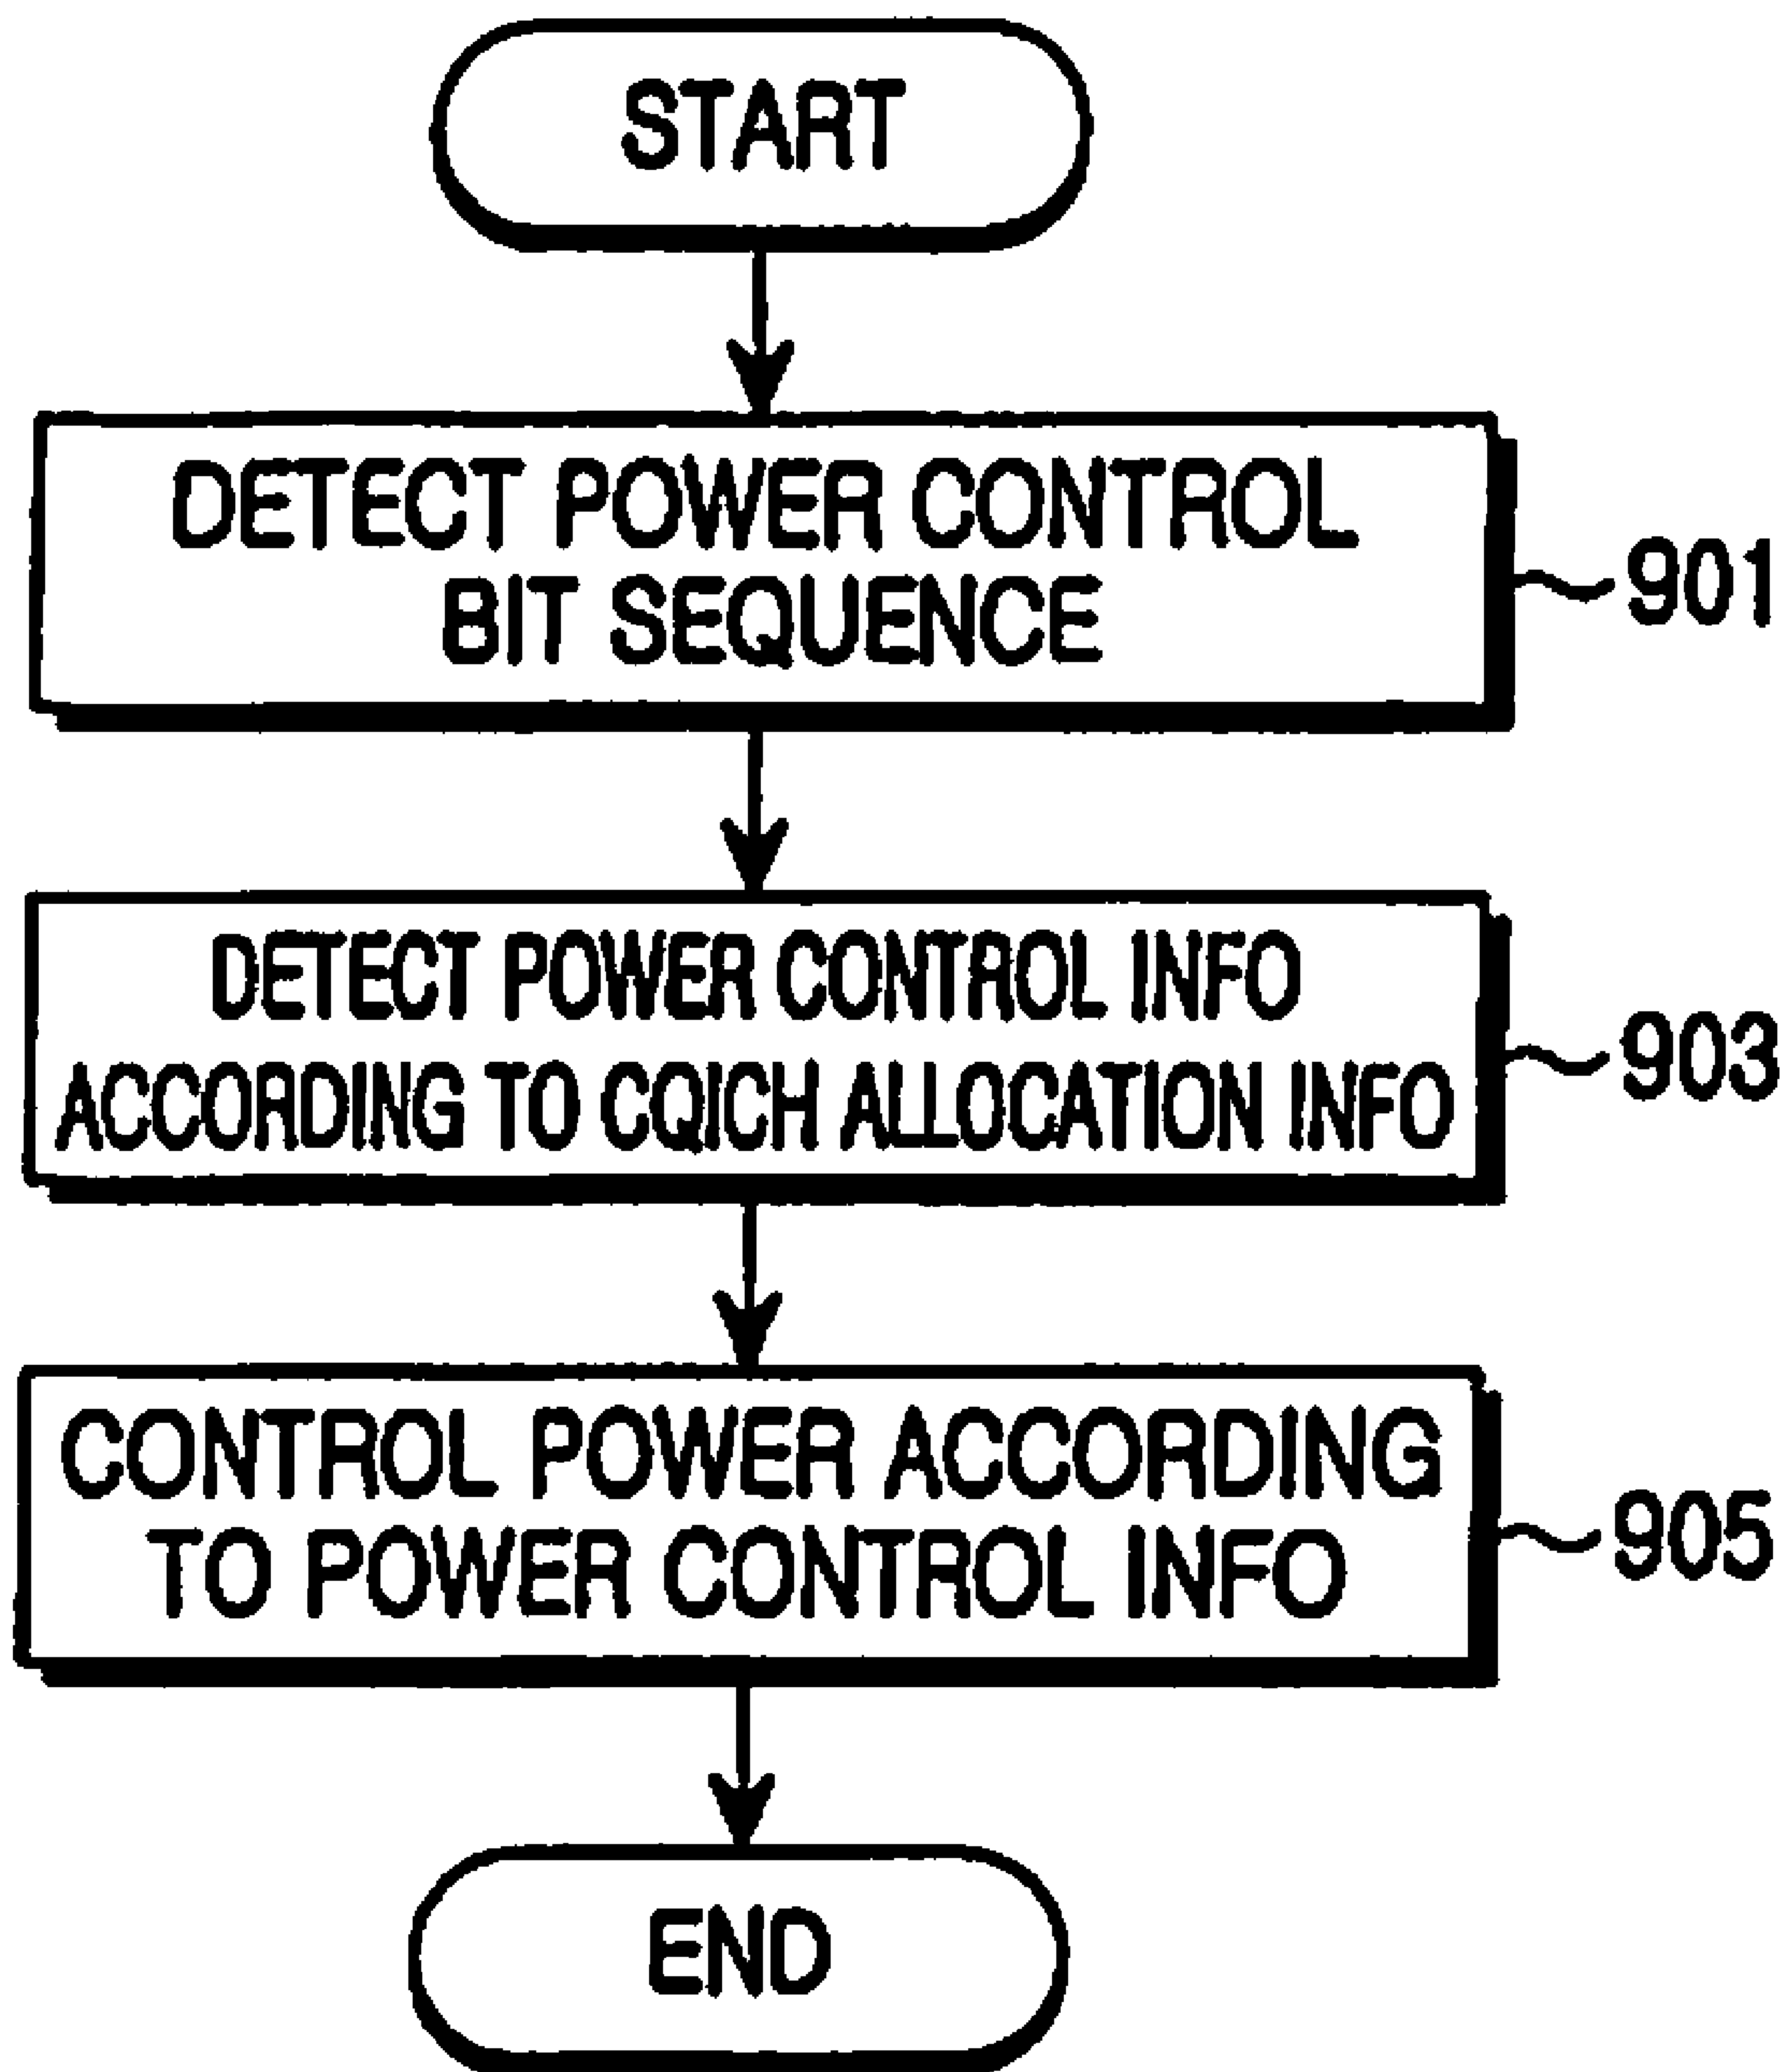 START
DETECT POWER CONTROL
BIT SEQUENCE
901
DETECT POWER CONTROL INFO
ACCORDING TO CQICH ALLOCATION INFO
903
CONTROL POWER ACCORDING
TO POWER CONTROL INFO
905
END